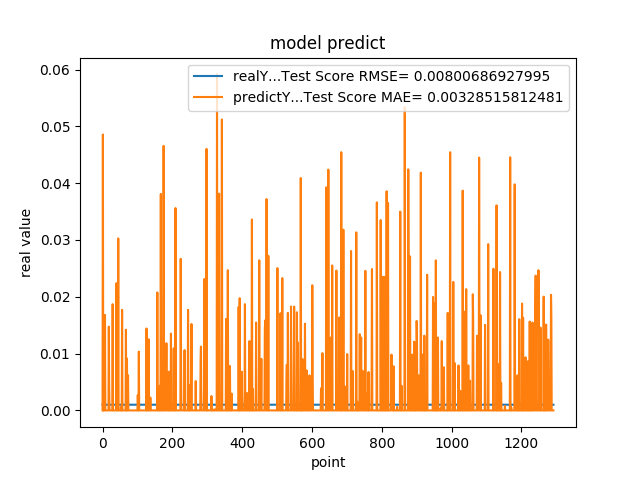 model predict
realY...Test Score RMSE= 0.00800686927995
predictY...Test Score MAE= 0.00328515812481
0.06
0.05
0.04
0.03
0.02
0.01
0.00
real value
0 200 400 600 800 1000 1200
point